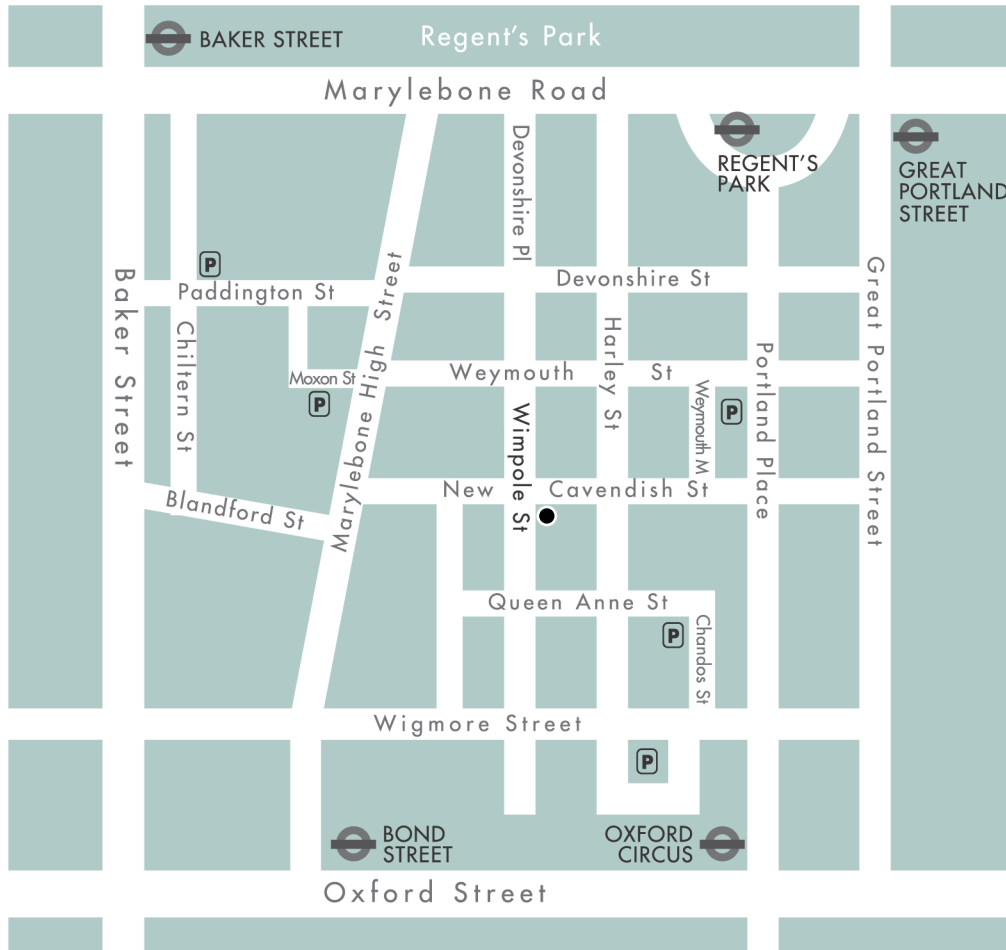 BAKER STREET
Regent's Park
Marylebone Road
Devonshire Pl
REGENT'S
PARK
GREAT
PORTLAND
STREET
P
Paddington St
Devonshire St
Baker Street
Chiltern St
Moxon St
P
Marylebone High Street
Weymouth St
Harley St
Weymouth M
P
Portland Place
Great Portland Street
Wimpole St
New Cavendish St
Blandford St
Queen Anne St
P
Chandos St
Wigmore Street
P
BOND
STREET
OXFORD
CIRCUS
Oxford Street